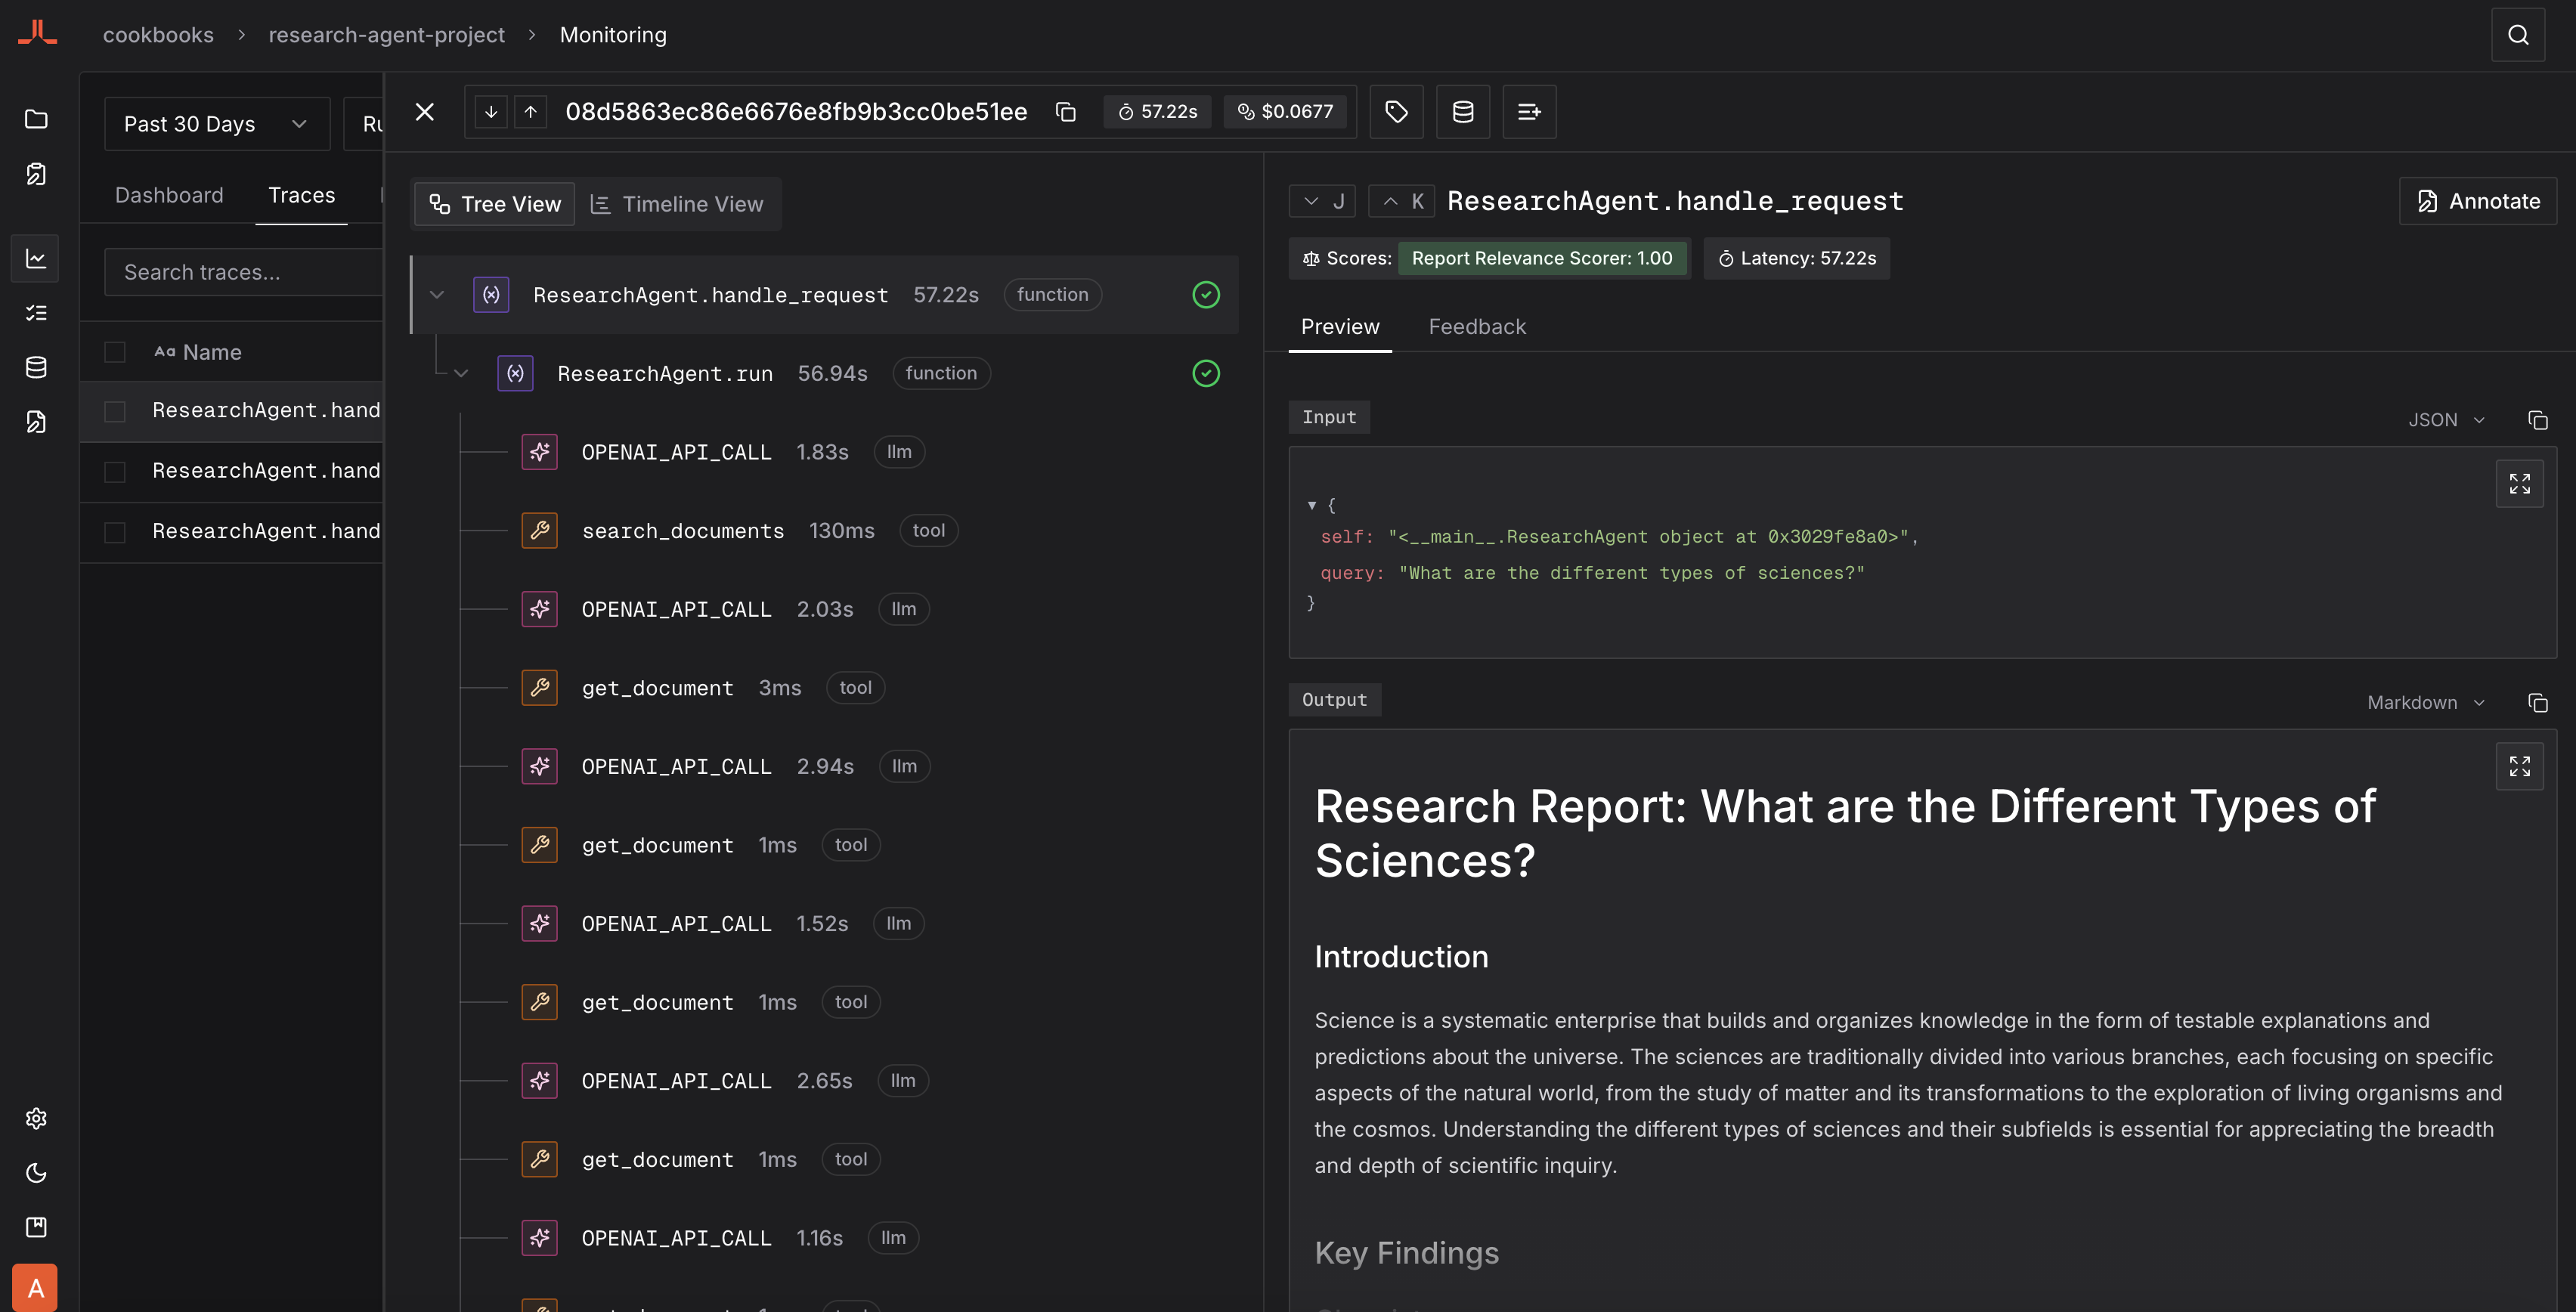 cookbooks > research-agent-project > Monitoring
Past 30 Days
Ru
Dashboard
Traces
Search traces...
Aa Name
ResearchAgent.hand
ResearchAgent.hand
ResearchAgent.hand
A
08d5863ec86e6676e8fb9b3cc0be51ee
57.22s
$0.0677
Tree View
Timeline View
ResearchAgent.handle_request 57.22s function
ResearchAgent.run 56.94s function
OPENAI_API_CALL 1.83s llm
search_documents 130ms tool
OPENAI_API_CALL 2.03s llm
get_document 3ms tool
OPENAI_API_CALL 2.94s llm
get_document 1ms tool
OPENAI_API_CALL 1.52s llm
get_document 1ms tool
OPENAI_API_CALL 2.65s llm
get_document 1ms tool
OPENAI_API_CALL 1.16s llm
J
K
ResearchAgent.handle_request
Annotate
Scores: Report Relevance Scorer: 1.00
Latency: 57.22s
Preview
Feedback
Input
JSON
{
self: "<__main__.ResearchAgent object at 0x3029fe8a0>",
query: "What are the different types of sciences?"
}
Output
Markdown
Research Report: What are the Different Types of
Sciences?
Introduction
Science is a systematic enterprise that builds and organizes knowledge in the form of testable explanations and
predictions about the universe. The sciences are traditionally divided into various branches, each focusing on specific
aspects of the natural world, from the study of matter and its transformations to the exploration of living organisms and
the cosmos. Understanding the different types of sciences and their subfields is essential for appreciating the breadth
and depth of scientific inquiry.
Key Findings